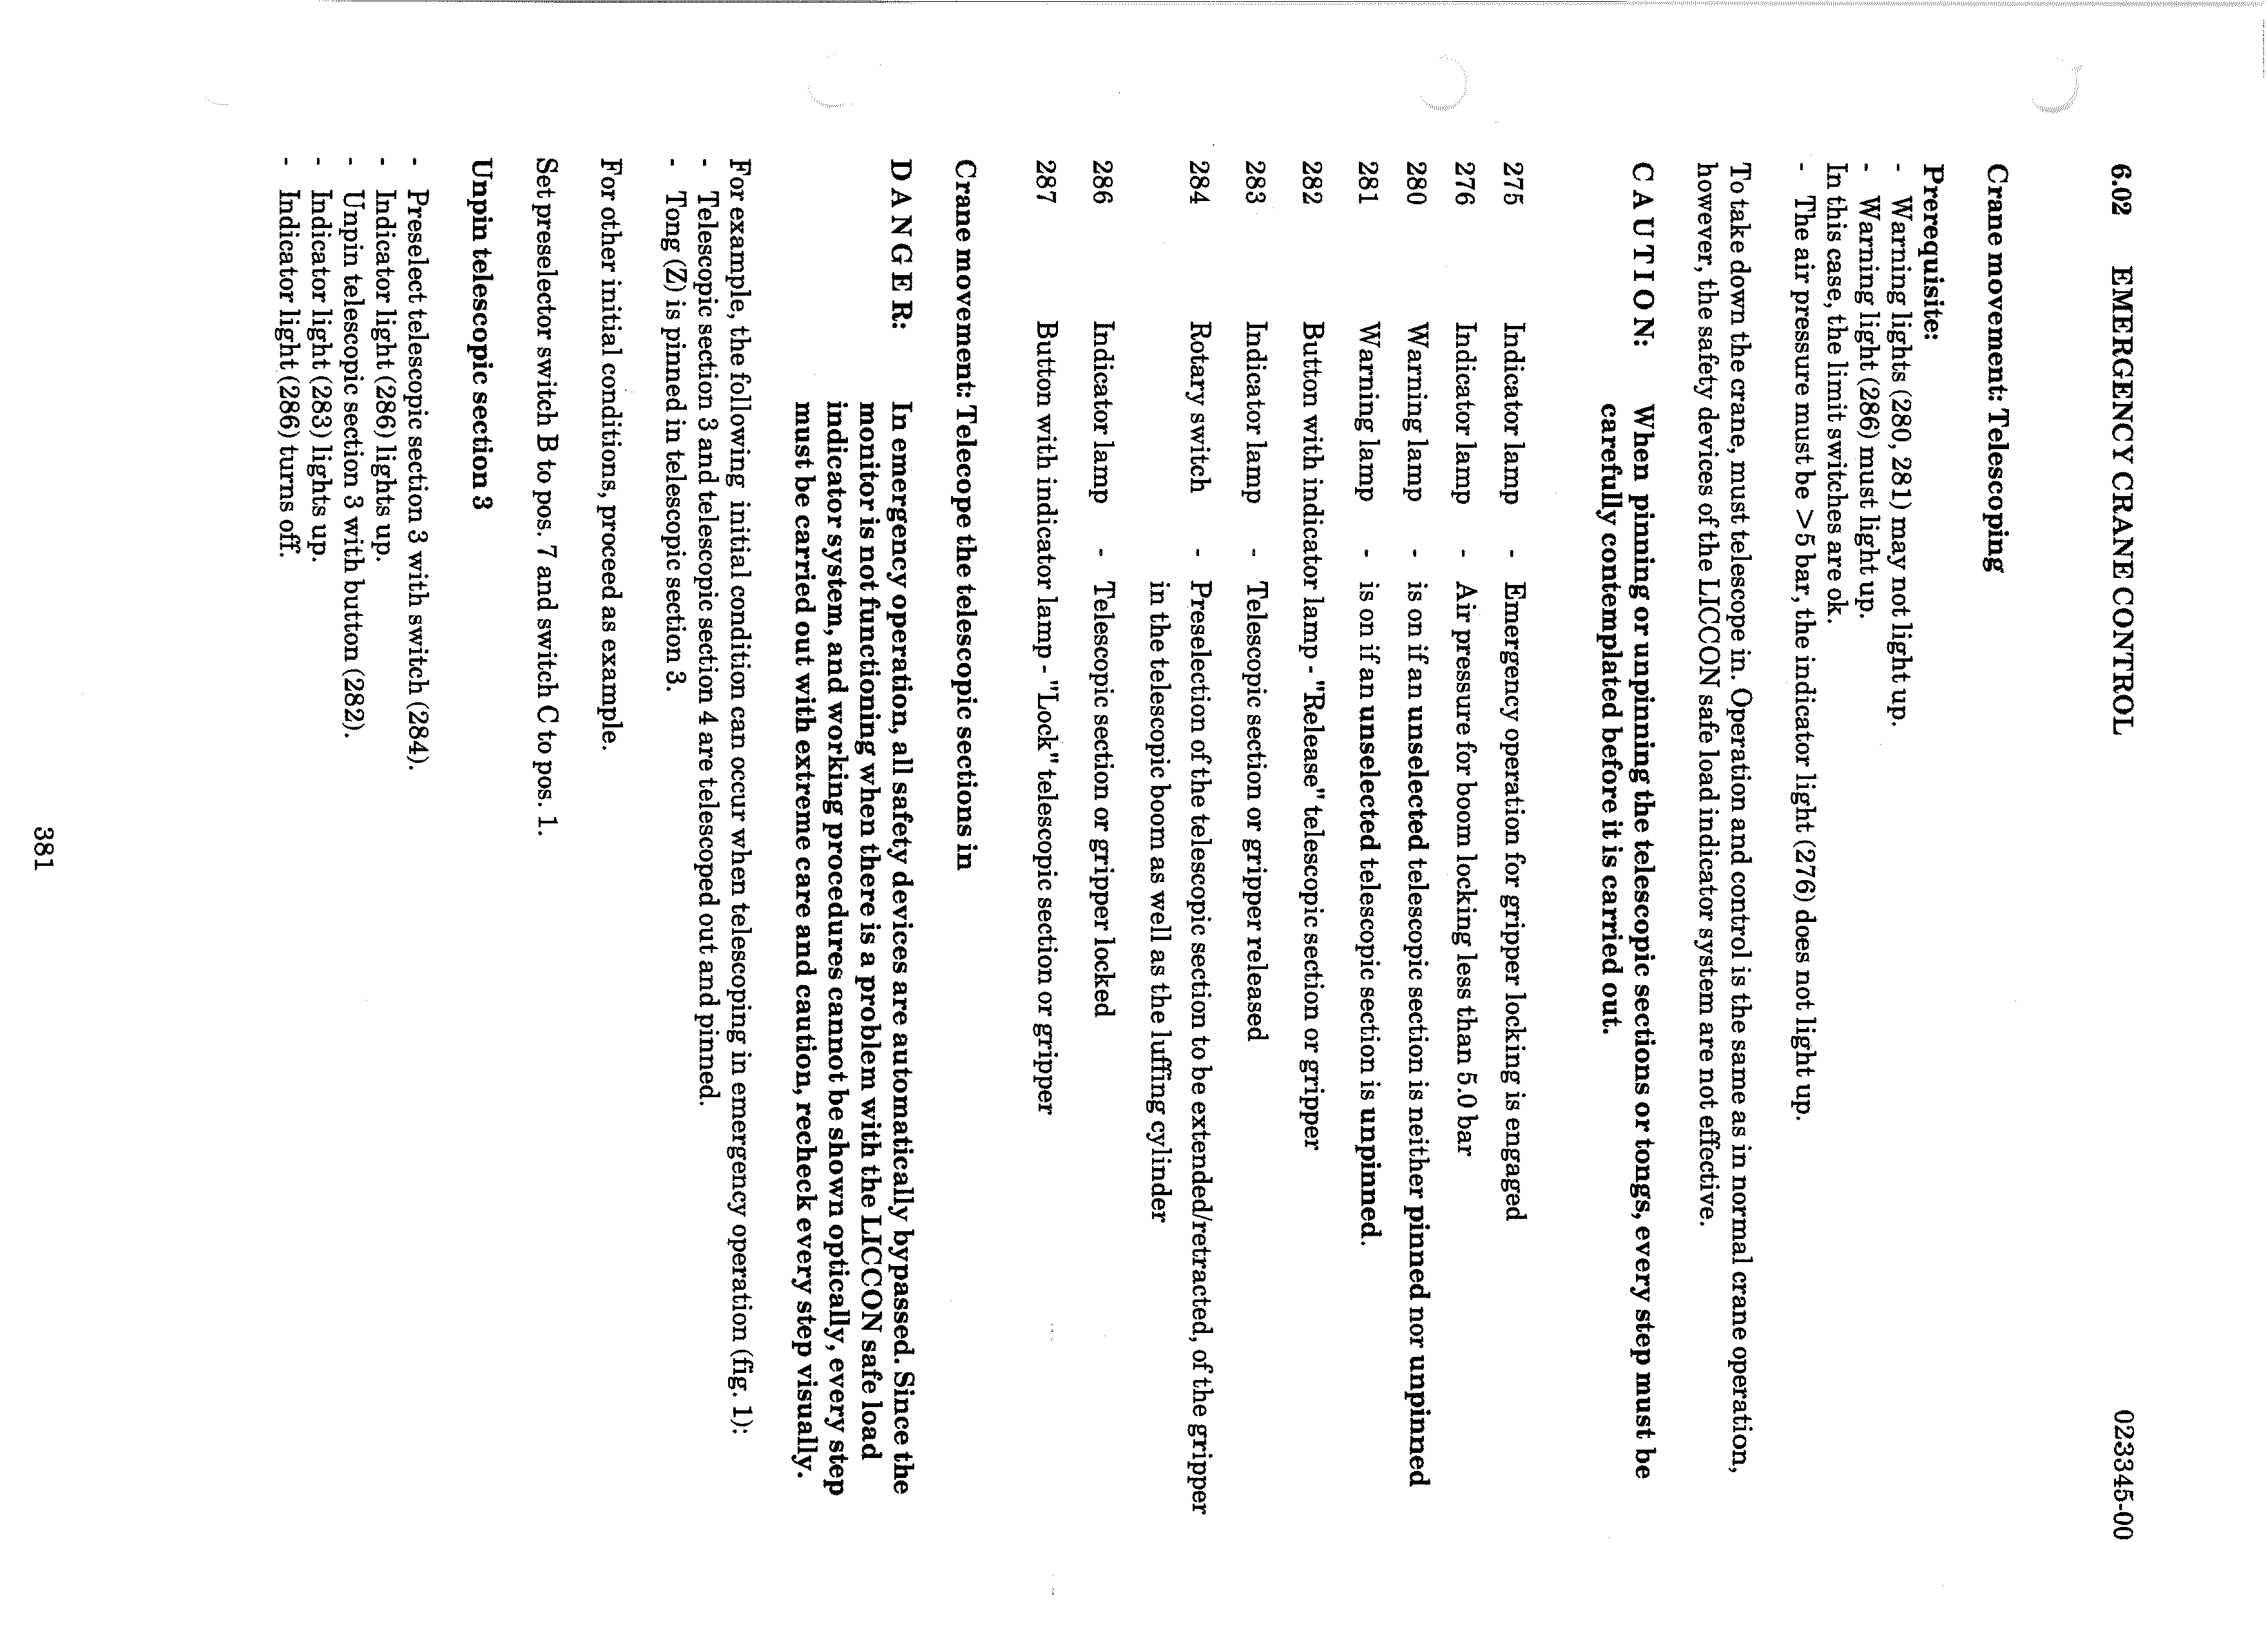 6.02 EMERGENCY CRANE CONTROL 023345-00
Crane movement: Telescoping
Prerequisite:
- Warning lights (280, 281) may not light up.
- Warning light (286) must light up.
In this case, the limit switches are ok.
- The air pressure must be >5 bar, the indicator light (276) does not light up.
To take down the crane, must telescope in. Operation and control is the same as in normal crane operation,
however, the safety devices of the LICCON safe load indicator system are not effective.
CAUTION: When pinning or unpinning the telescopic sections or tongs, every step must be
carefully contemplated before it is carried out.
275 Indicator lamp - Emergency operation for gripper locking is engaged
276 Indicator lamp - Air pressure for boom locking less than 5.0 bar
280 Warning lamp - is on if an unselected telescopic section is neither pinned nor unpinned
281 Warning lamp - is on if an unselected telescopic section is unpinned.
282 Button with indicator lamp - "Release" telescopic section or gripper
283 Indicator lamp - Telescopic section or gripper released
284 Rotary switch - Preselection of the telescopic section to be extended/retracted, of the gripper
in the telescopic boom as well as the luffing cylinder
286 Indicator lamp - Telescopic section or gripper locked
287 Button with indicator lamp - "Lock" telescopic section or gripper
Crane movement: Telecope the telescopic sections in
DANGER: In emergency operation, all safety devices are automatically bypassed. Since the
monitor is not functioning when there is a problem with the LICCON safe load
indicator system, and working procedures cannot be shown optically, every step
must be carried out with extreme care and caution, recheck every step visually.
For example, the following initial condition can occur when telescoping in emergency operation (fig. 1):
- Telescopic section 3 and telescopic section 4 are telescoped out and pinned.
- Tong (Z) is pinned in telescopic section 3.
For other initial conditions, proceed as example.
Set preselector switch B to pos. 7 and switch C to pos. 1.
Unpin telescopic section 3
- Preselect telescopic section 3 with switch (284).
- Indicator light (286) lights up.
- Unpin telescopic section 3 with button (282).
- Indicator light (283) lights up.
- Indicator light (286) turns off.
381